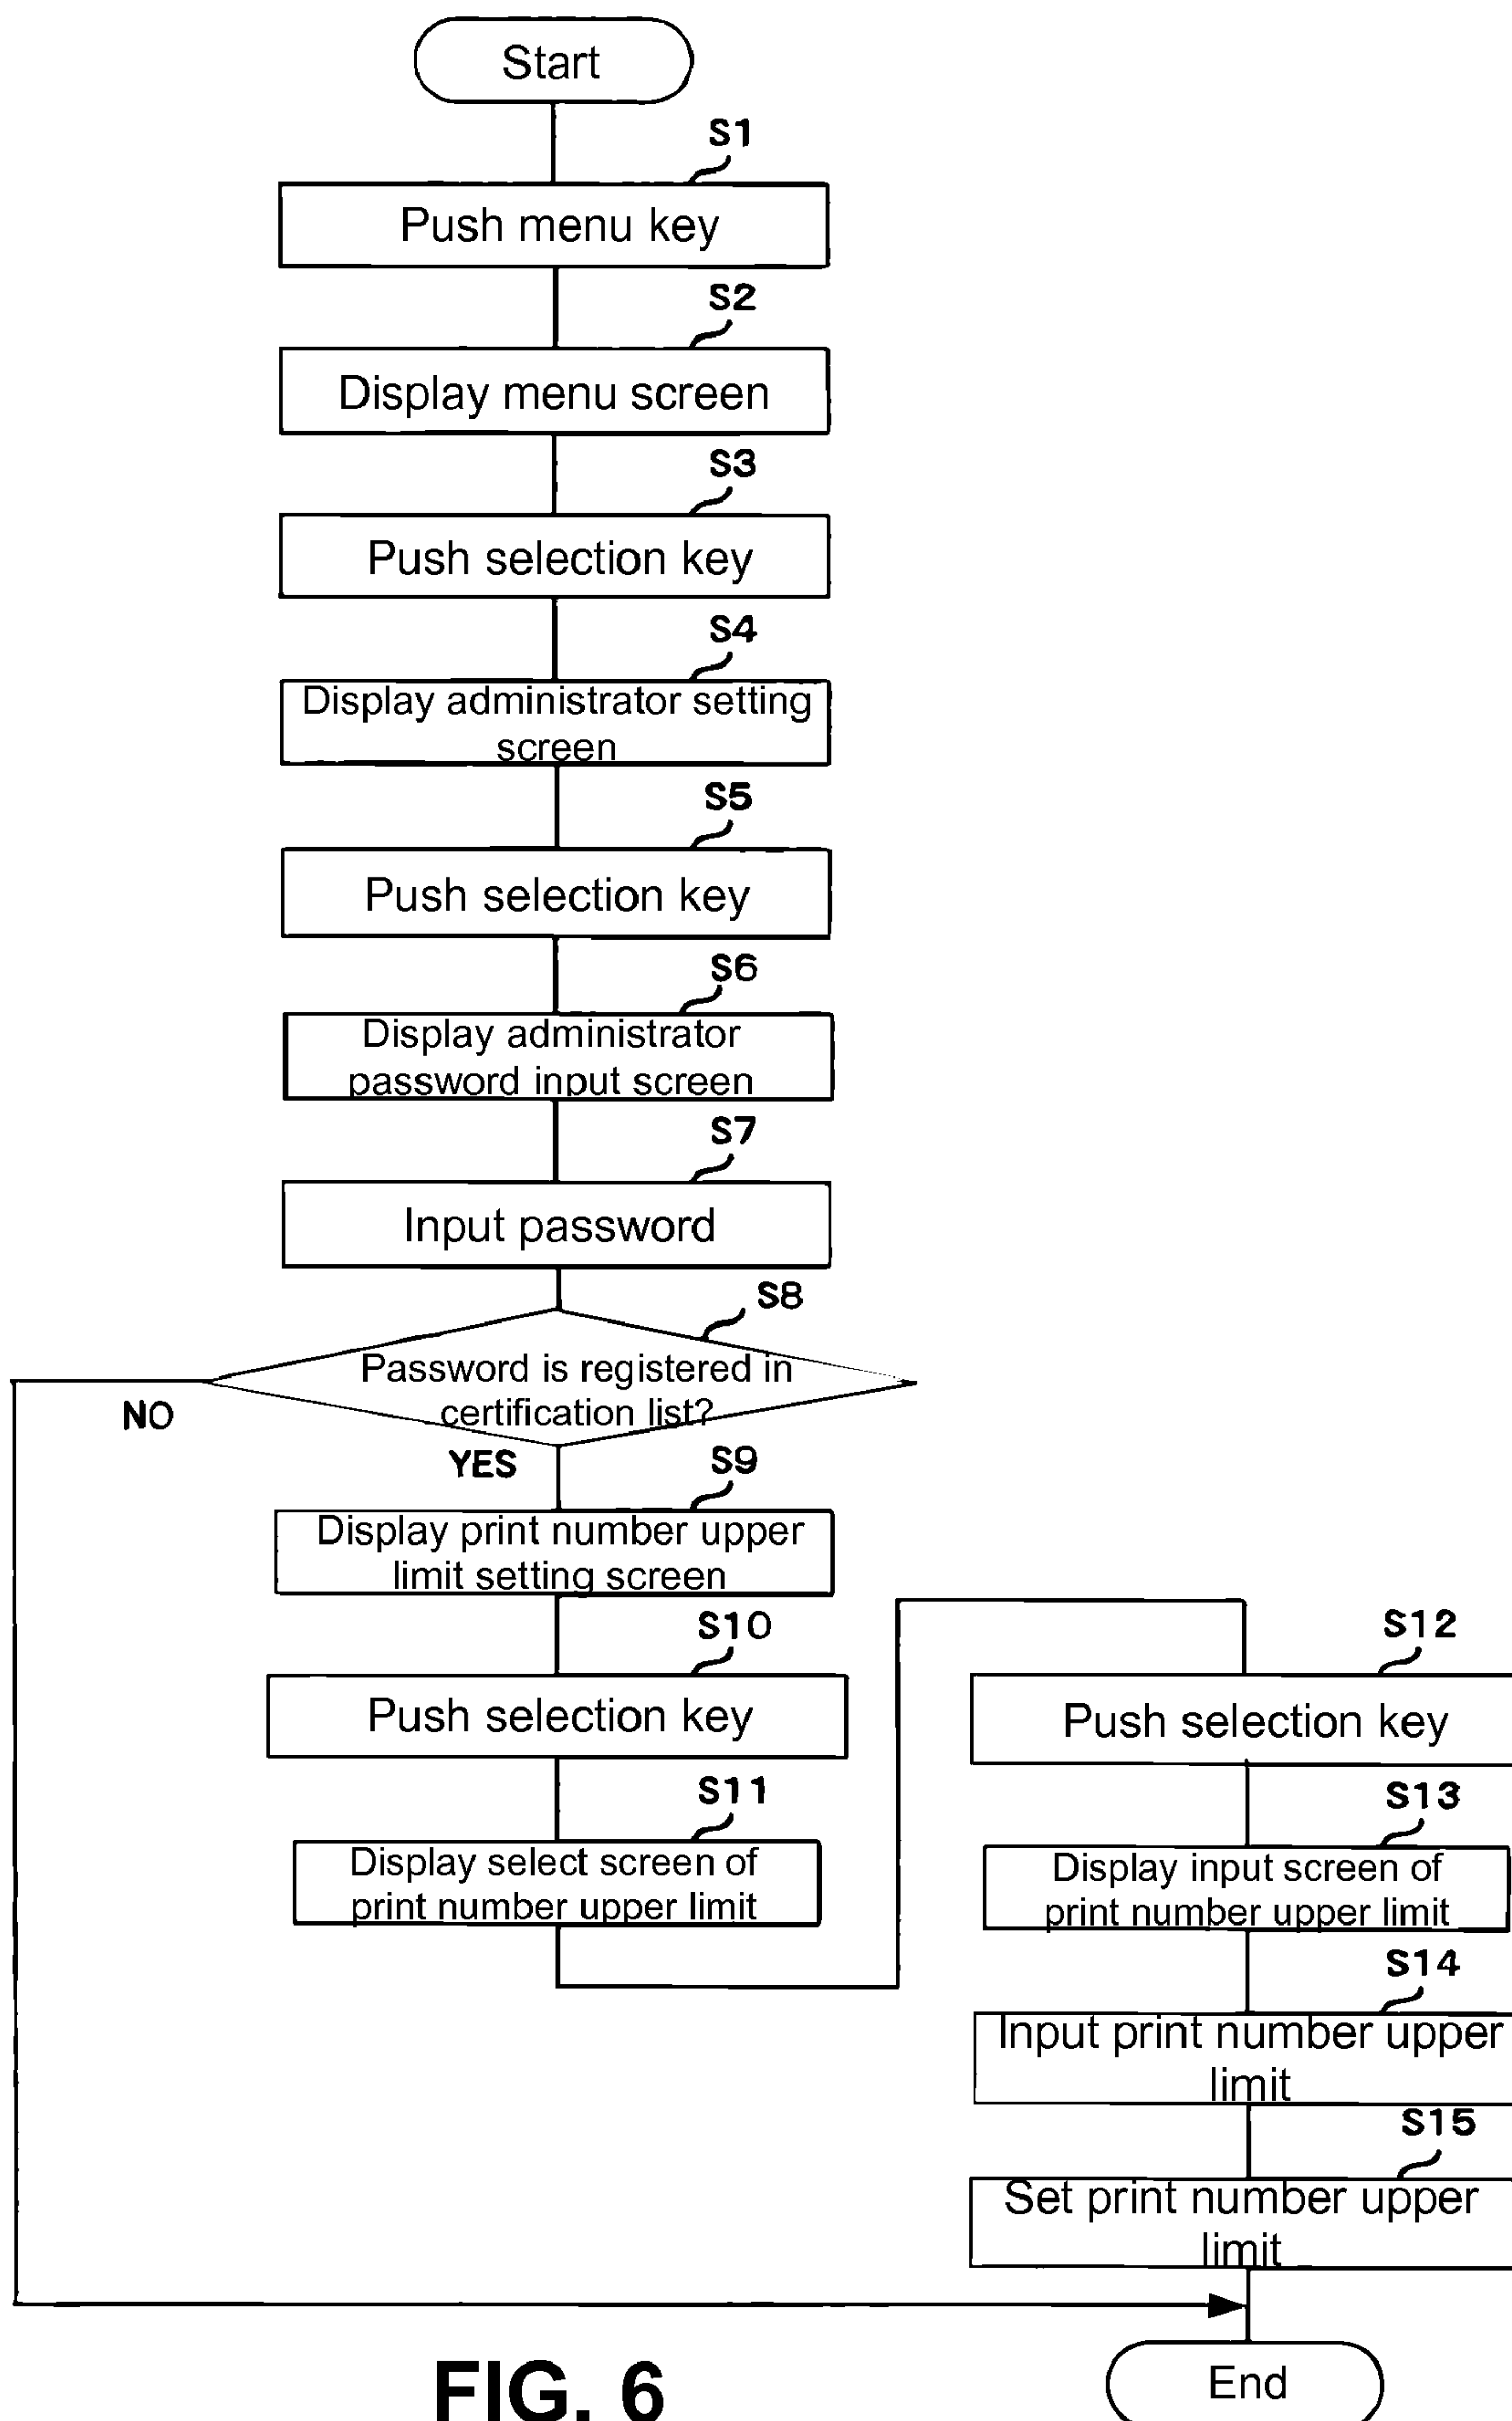 Start
S1
Push menu key
S2
Display menu screen
S3
Push selection key
S4
Display administrator setting
screen
S5
Push selection key
S6
Display administrator
password input screen
S7
Input password
S8
Password is registered in
certification list?
NO
YES
S9
Display print number upper
limit setting screen
S10
Push selection key
S11
Display select screen of
print number upper limit
S12
Push selection key
S13
Display input screen of
print number upper limit
S14
Input print number upper
limit
S15
Set print number upper
limit
End
FIG. 6